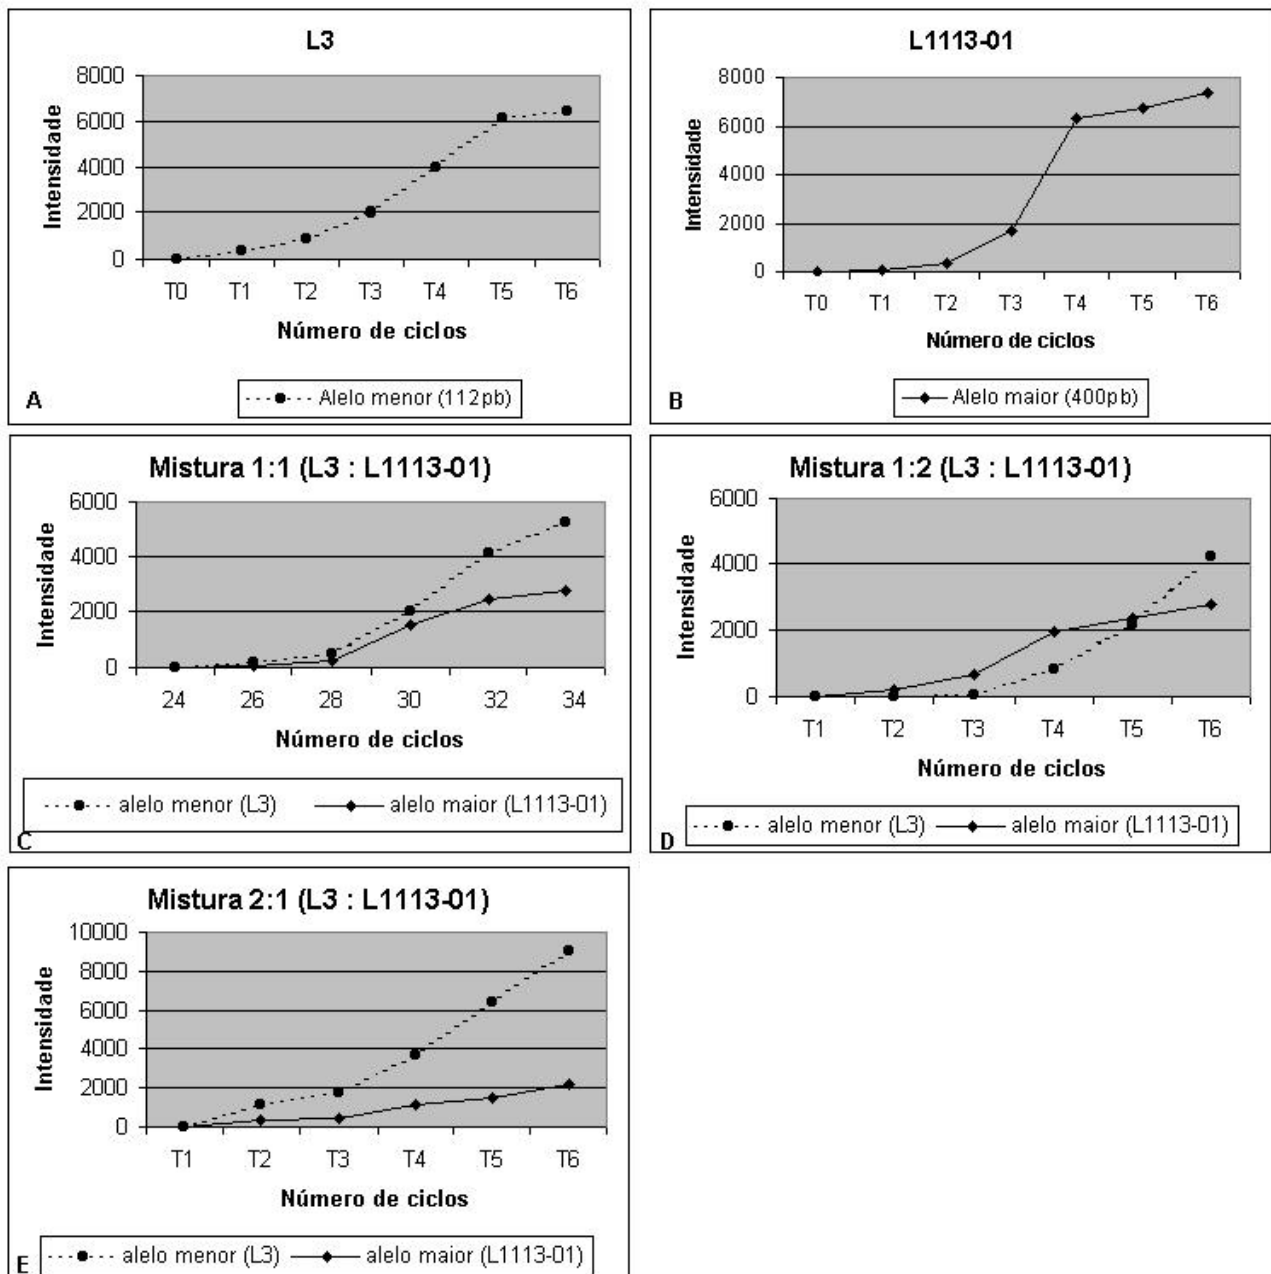 L3
8000
6000
4000
2000
0
Intensidade
T0 T1 T2 T3 T4 T5 T6
Número de ciclos
Alelo menor (112pb)
A
L1113-01
8000
6000
4000
2000
0
Intensidade
T0 T1 T2 T3 T4 T5 T6
Número de ciclos
Alelo maior (400pb)
B
Mistura 1:1 (L3 : L1113-01)
6000
4000
2000
0
Intensidade
24 26 28 30 32 34
Número de ciclos
alelo menor (L3) alelo maior (L1113-01)
C
Mistura 1:2 (L3 : L1113-01)
6000
4000
2000
0
Intensidade
T1 T2 T3 T4 T5 T6
Número de ciclos
alelo menor (L3) alelo maior (L1113-01)
D
Mistura 2:1 (L3 : L1113-01)
10000
8000
6000
4000
2000
0
Intensidade
T1 T2 T3 T4 T5 T6
Número de ciclos
alelo menor (L3) alelo maior (L1113-01)
E